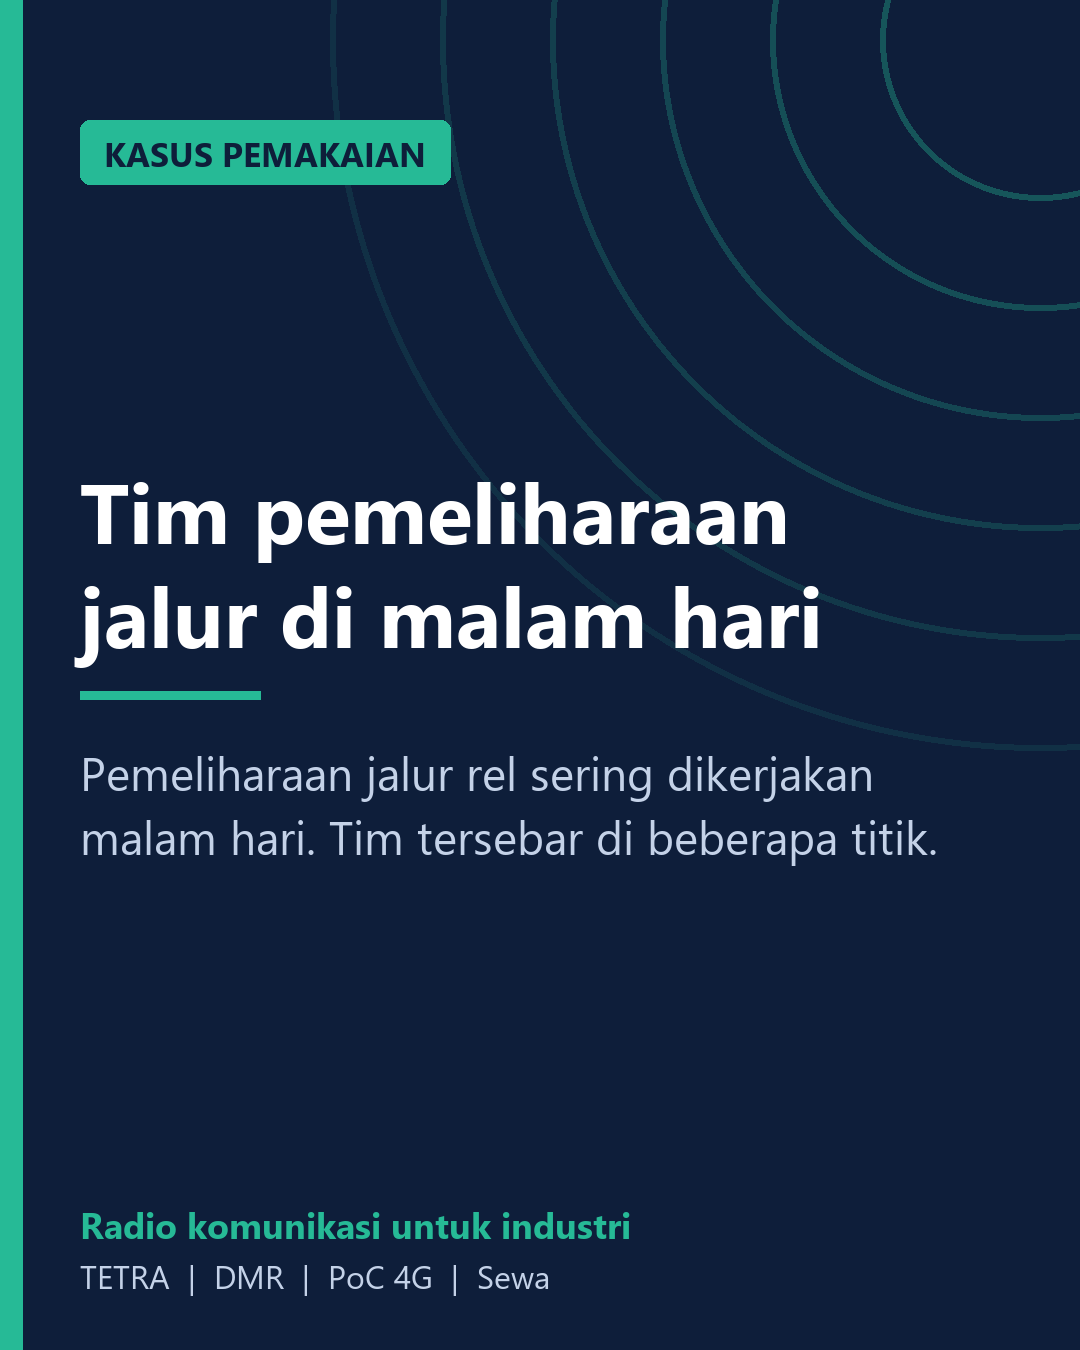 KASUS PEMAKAIAN
Tim pemeliharaan
jalur di malam hari
Pemeliharaan jalur rel sering dikerjakan
malam hari. Tim tersebar di beberapa titik.
Radio komunikasi untuk industri
TETRA | DMR | PoC 4G | Sewa